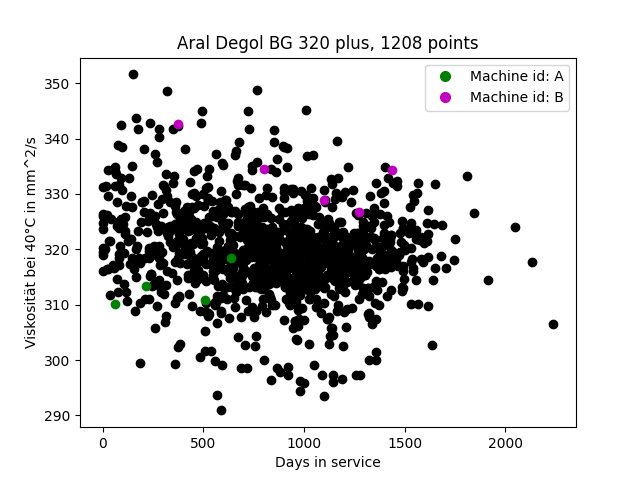 Aral Degol BG 320 plus, 1208 points
Machine id: A
Machine id: B
Viskosität bei 40°C in mm^2/s
350
340
330
320
310
300
290
0 500 1000 1500 2000
Days in service